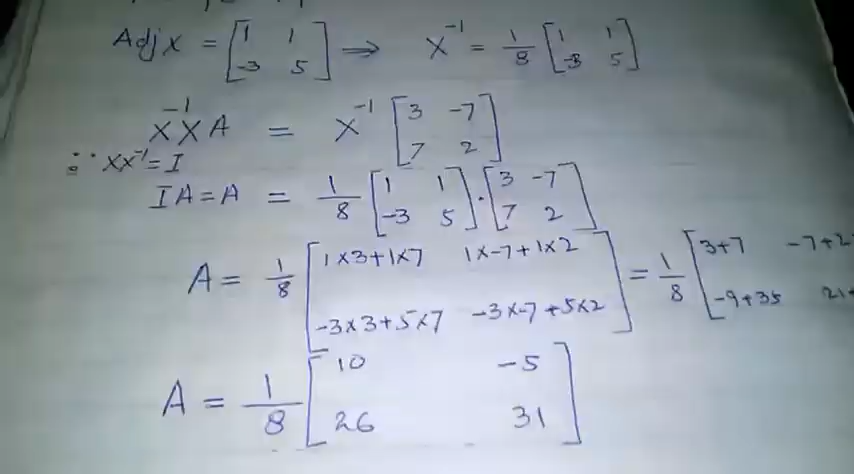 Adj X = [1 1 -3 5] ⟹ X⁻¹ = 1/8 [1 1 -3 5]
X⁻¹XA = X⁻¹ [3 -7 7 2]
∵ XX⁻¹ = I
IA = A = 1/8 [1 1 -3 5] · [3 -7 7 2]
A = 1/8 [1×3+1×7 1×-7+1×2 -3×3+5×7 -3×-7+5×2] = 1/8 [3+7 -7+2 -9+35 21+
A = 1/8 [10 -5 26 31]